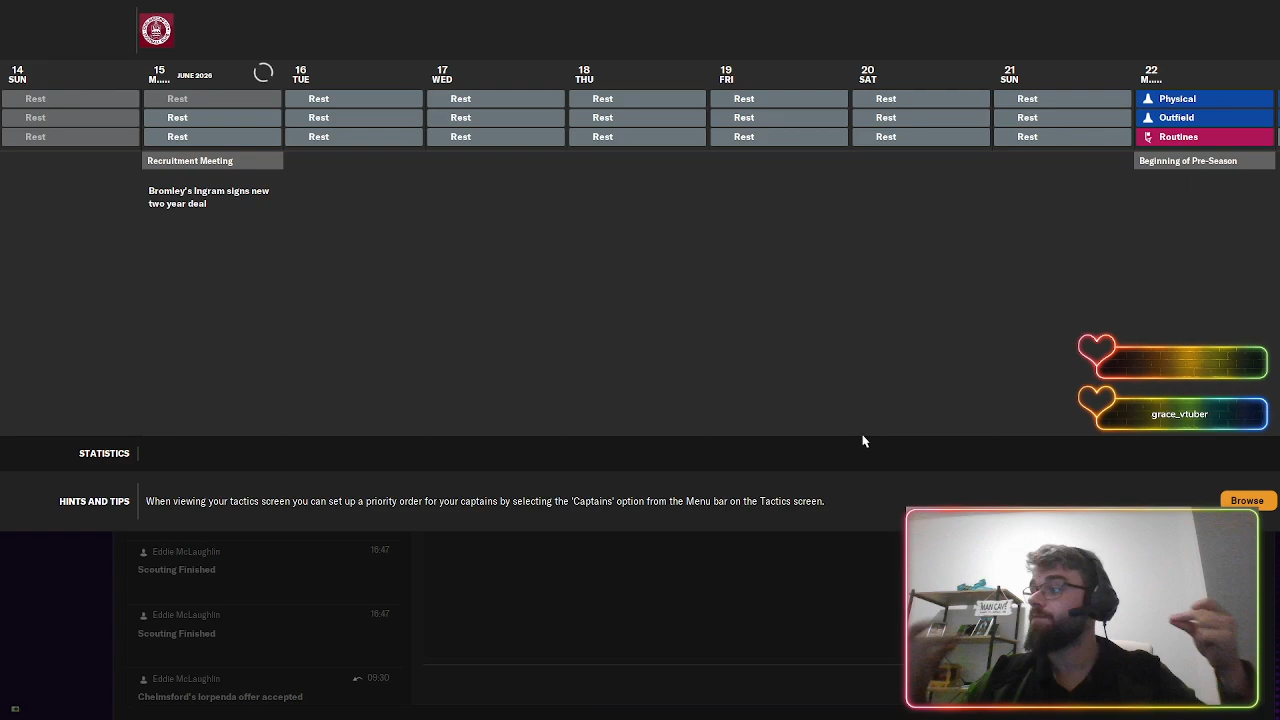 14
SUN
15
M..... JUNE 2026
16
TUE
17
WED
18
THU
19
FRI
20
SAT
21
SUN
22
M.....
Rest Rest Rest Rest Rest Rest Rest Rest Physical
Rest Rest Rest Rest Rest Rest Rest Rest Outfield
Rest Rest Rest Rest Rest Rest Rest Rest Routines
Recruitment Meeting
Beginning of Pre-Season
Bromley's Ingram signs new
two year deal
grace_vtuber
STATISTICS
HINTS AND TIPS
When viewing your tactics screen you can set up a priority order for your captains by selecting the 'Captains' option from the Menu bar on the Tactics screen.
Browse
Eddie McLaughlin 16:47
Scouting Finished
Eddie McLaughlin 16:47
Scouting Finished
Eddie McLaughlin 09:30
Chelmsford's Iorpenda offer accepted
MAN CAVE